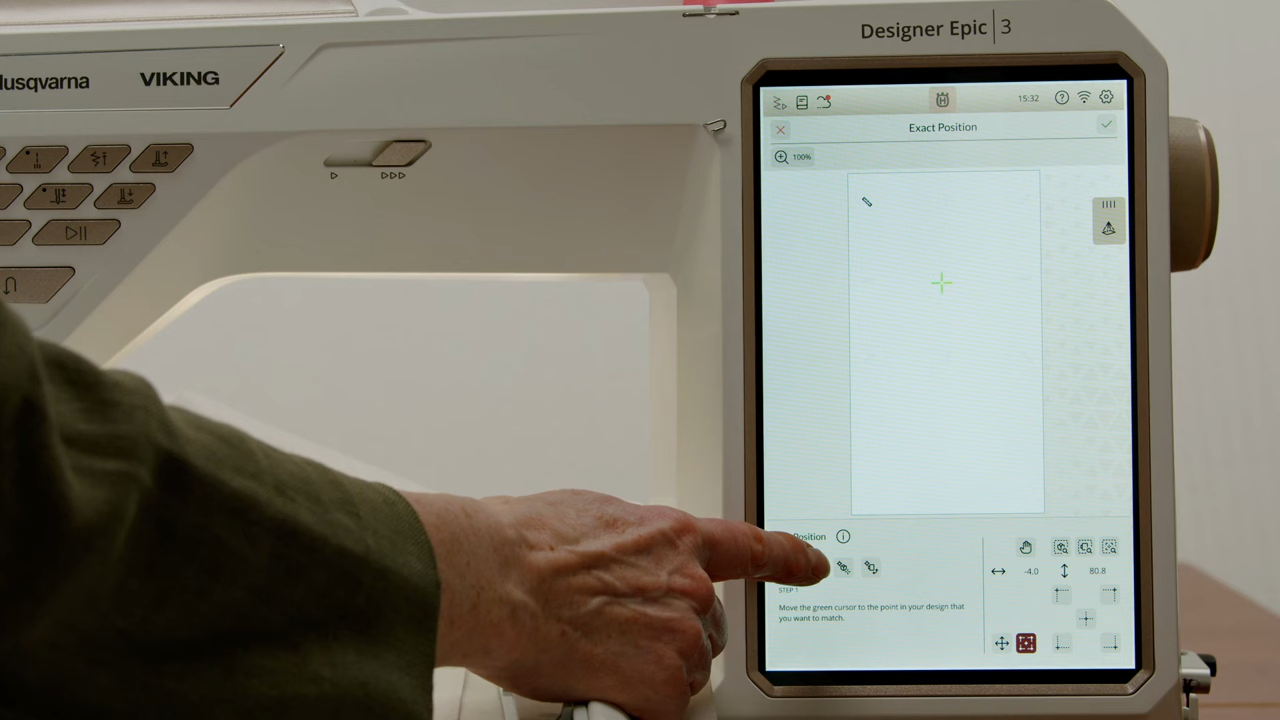 Designer Epic 3
usqvarna VIKING
15:32
Exact Position
100%
osition
-4.0 80.8
STEP 1
Move the green cursor to the point in your design that
you want to match.